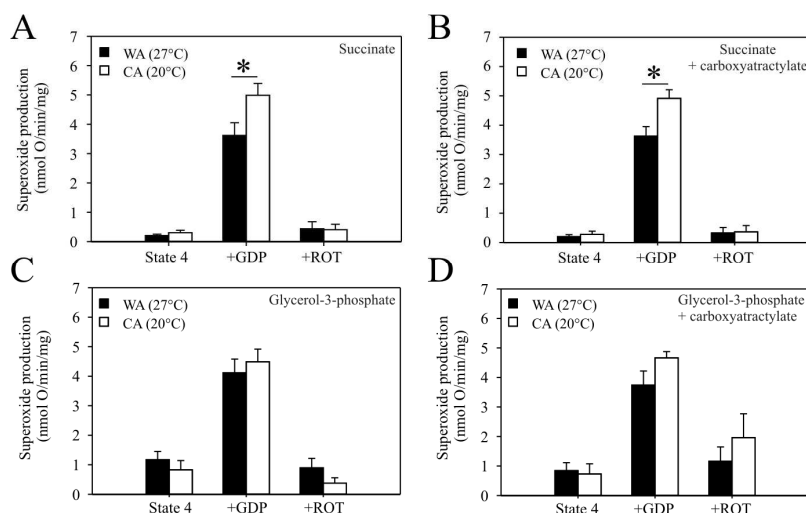 A
Superoxide production
(nmol O/min/mg)
7
6
5
4
3
2
1
0
WA (27°C)
CA (20°C)
Succinate
*
State 4
+GDP
+ROT
B
Superoxide production
(nmol O/min/mg)
7
6
5
4
3
2
1
0
WA (27°C)
CA (20°C)
Succinate
+ carboxyatractylate
*
State 4
+GDP
+ROT
C
Superoxide production
(nmol O/min/mg)
7
6
5
4
3
2
1
0
WA (27°C)
CA (20°C)
Glycerol-3-phosphate
State 4
+GDP
+ROT
D
Superoxide production
(nmol O/min/mg)
7
6
5
4
3
2
1
0
WA (27°C)
CA (20°C)
Glycerol-3-phosphate
+ carboxyatractylate
State 4
+GDP
+ROT